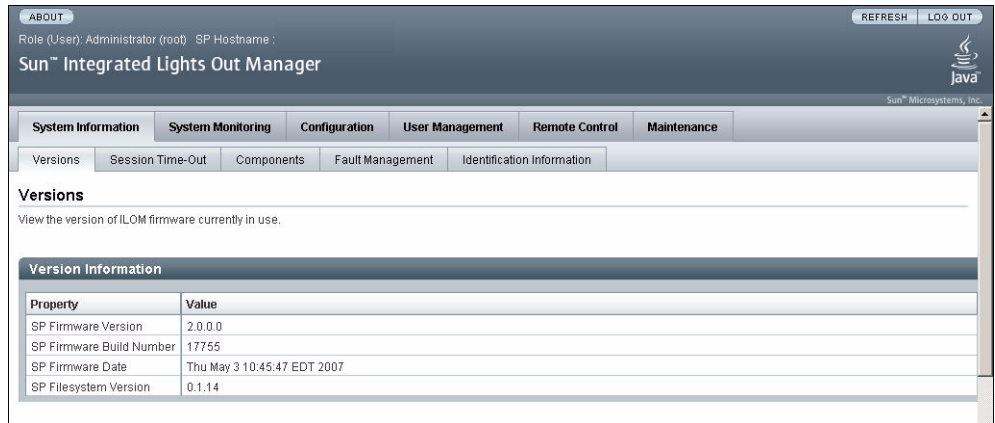 ABOUT REFRESH LOG OUT
Role (User): Administrator (root) SP Hostname :
Sun™ Integrated Lights Out Manager
Java™
Sun™ Microsystems, Inc.
System Information System Monitoring Configuration User Management Remote Control Maintenance
Versions Session Time-Out Components Fault Management Identification Information
Versions
View the version of ILOM firmware currently in use.
Version Information
Property Value
SP Firmware Version 2.0.0.0
SP Firmware Build Number 17755
SP Firmware Date Thu May 3 10:45:47 EDT 2007
SP Filesystem Version 0.1.14